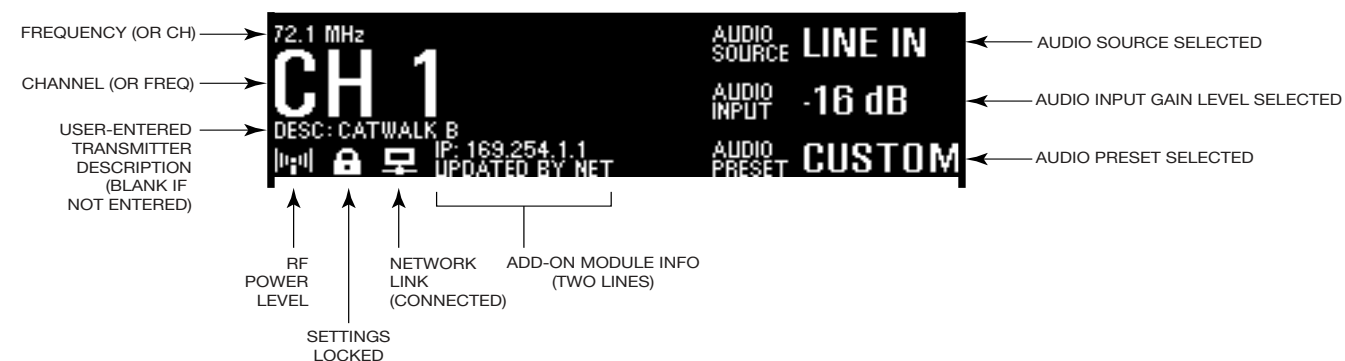 FREQUENCY (OR CH)
CHANNEL (OR FREQ)
USER-ENTERED
TRANSMITTER
DESCRIPTION
(BLANK IF
NOT ENTERED)
72.1 MHz
CH 1
DESC: CATWALK B
IP: 169.254.1.1
UPDATED BY NET
AUDIO
SOURCE
LINE IN
AUDIO
INPUT
-16 dB
AUDIO
PRESET
CUSTOM
AUDIO SOURCE SELECTED
AUDIO INPUT GAIN LEVEL SELECTED
AUDIO PRESET SELECTED
RF
POWER
LEVEL
SETTINGS
LOCKED
NETWORK
LINK
(CONNECTED)
ADD-ON MODULE INFO
(TWO LINES)